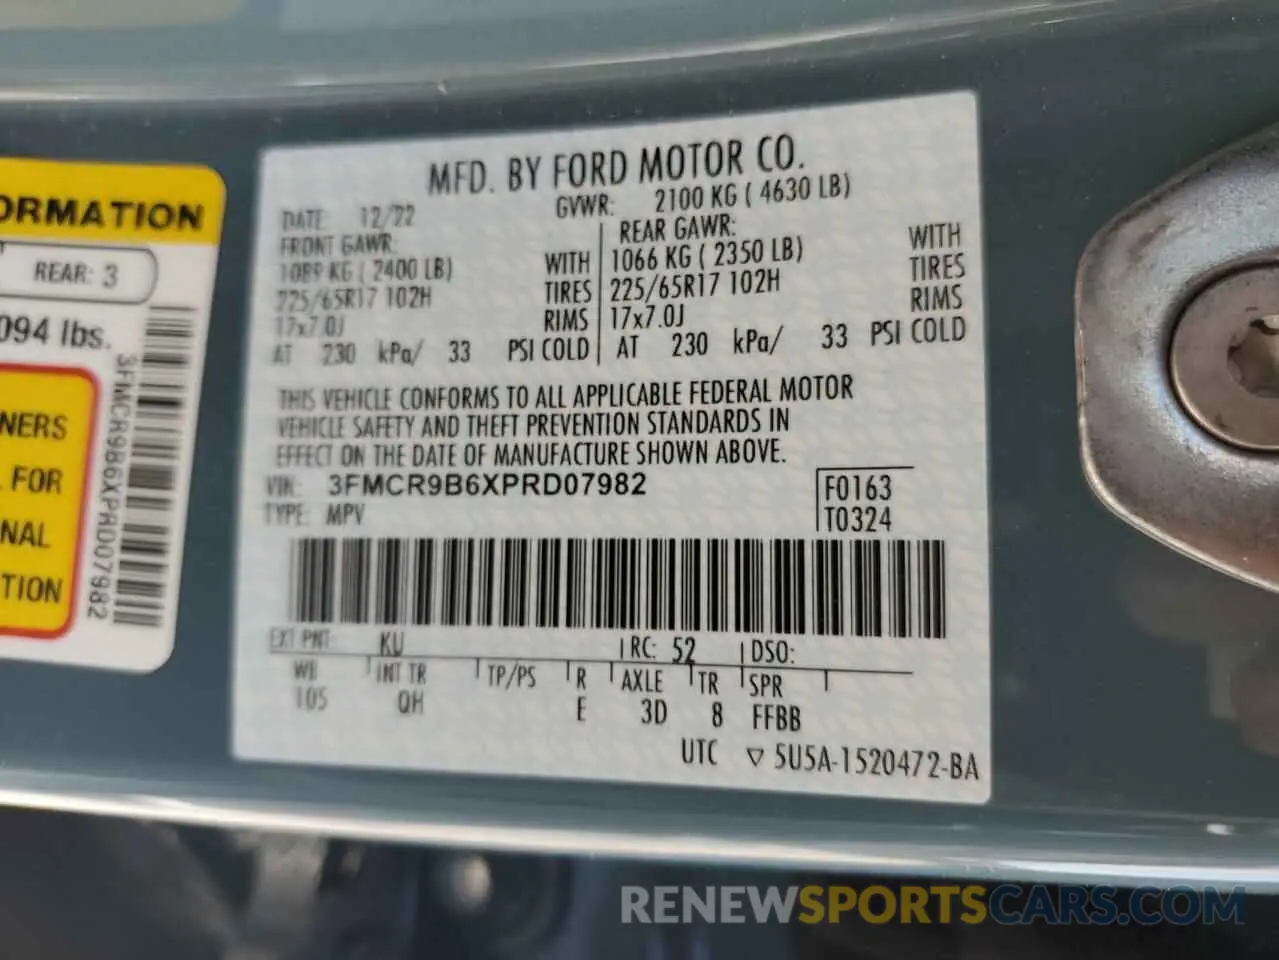 ORMATION
REAR: 3
094 lbs.
NERS
FOR
NAL
TION
3FMCR9B6XPRD07982
MFD. BY FORD MOTOR CO.
DATE: 12/22 GVWR: 2100 KG ( 4630 LB)
FRONT GAWR: REAR GAWR:
1089 KG ( 2400 LB) WITH 1066 KG ( 2350 LB) WITH
225/65R17 102H TIRES 225/65R17 102H TIRES
17x7.0J RIMS 17x7.0J RIMS
AT 230 kPa/ 33 PSI COLD AT 230 kPa/ 33 PSI COLD
THIS VEHICLE CONFORMS TO ALL APPLICABLE FEDERAL MOTOR
VEHICLE SAFETY AND THEFT PREVENTION STANDARDS IN
EFFECT ON THE DATE OF MANUFACTURE SHOWN ABOVE.
VIN: 3FMCR9B6XPRD07982 F0163
TYPE: MPV T0324
EXT PNT: KU RC: 52 DSO:
WB INT TR TP/PS R AXLE TR SPR
105 QH E 3D 8 FFBB
UTC ▽ 5U5A-1520472-BA
RENEWSPORTSCARS.COM